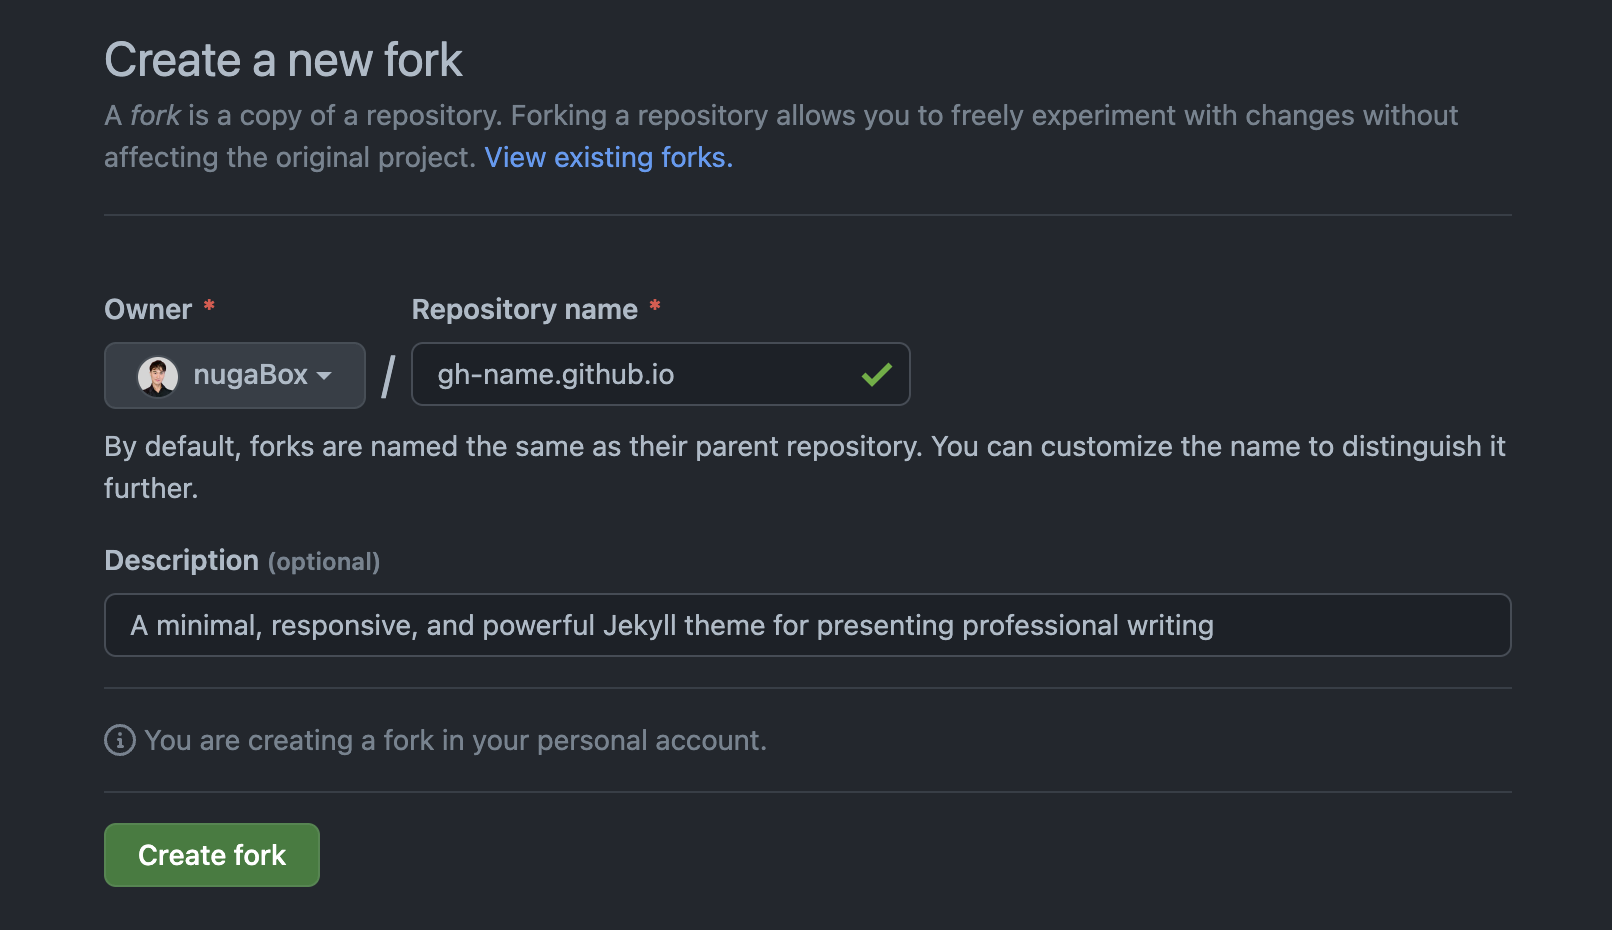 Create a new fork
A fork is a copy of a repository. Forking a repository allows you to freely experiment with changes without
affecting the original project. View existing forks.
Owner *
Repository name *
nugaBox / gh-name.github.io
By default, forks are named the same as their parent repository. You can customize the name to distinguish it
further.
Description (optional)
A minimal, responsive, and powerful Jekyll theme for presenting professional writing
You are creating a fork in your personal account.
Create fork